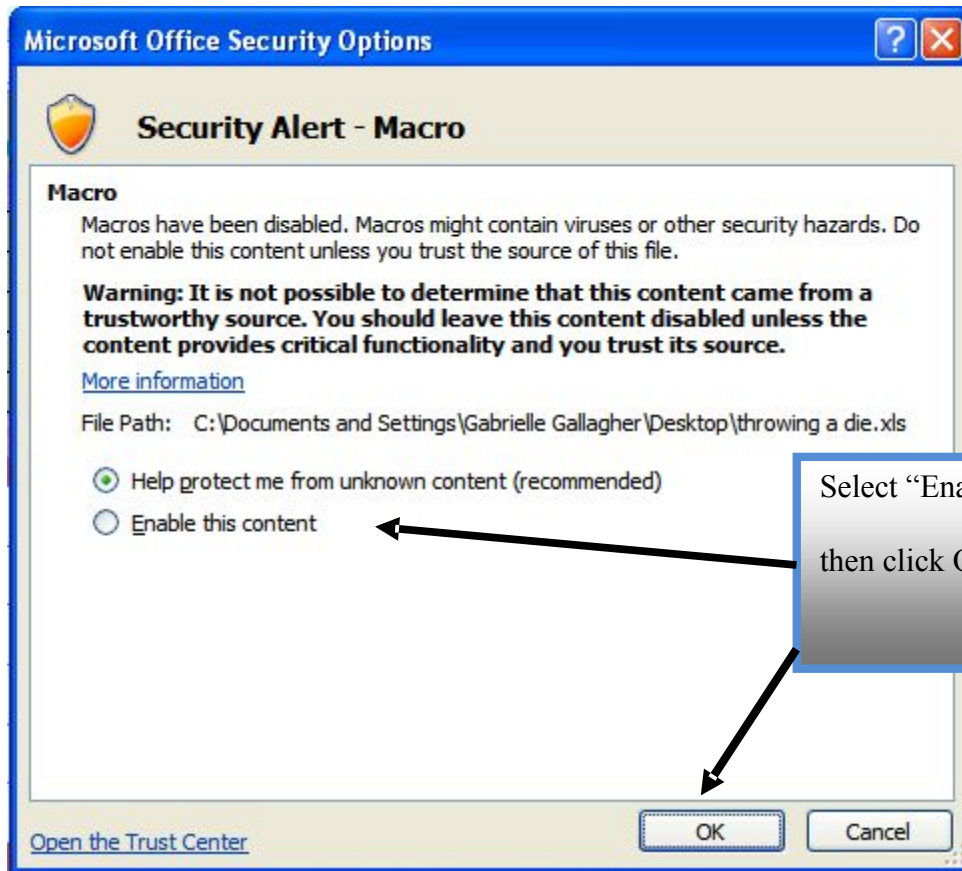 Microsoft Office Security Options
Security Alert - Macro
Macro
Macros have been disabled. Macros might contain viruses or other security hazards. Do
not enable this content unless you trust the source of this file.
Warning: It is not possible to determine that this content came from a
trustworthy source. You should leave this content disabled unless the
content provides critical functionality and you trust its source.
More information
File Path: C:\Documents and Settings\Gabrielle Gallagher\Desktop\throwing a die.xls
Help protect me from unknown content (recommended)
Enable this content
Select “Ena
then click O
Open the Trust Center
OK
Cancel